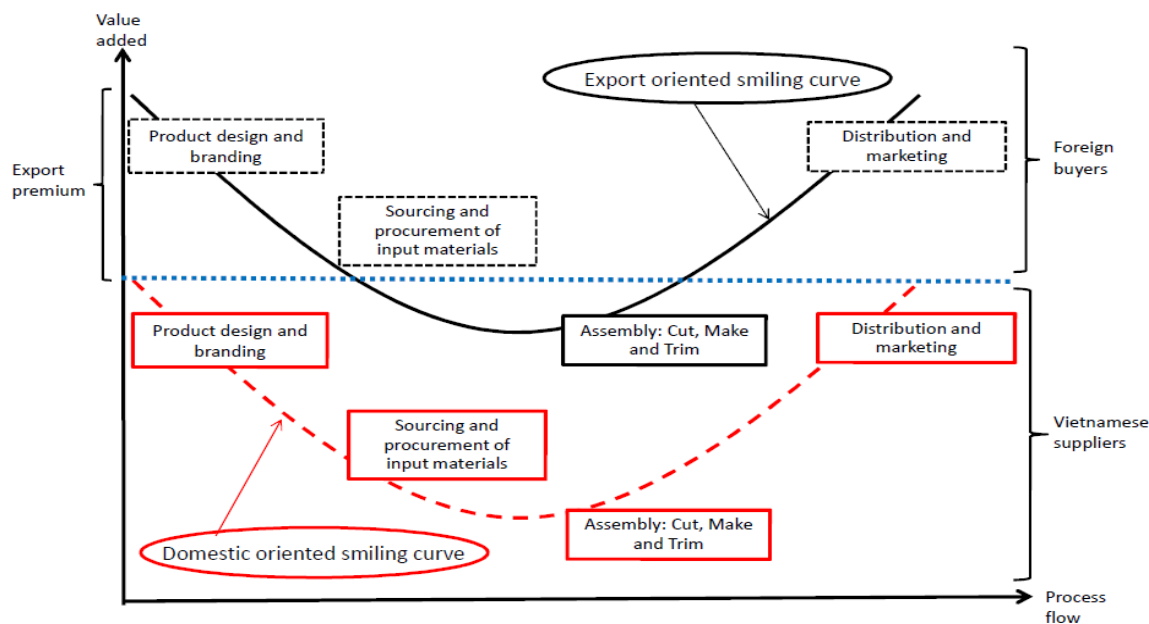 Value
added
Export oriented smiling curve
Product design and
branding
Distribution and
marketing
Export
premium
Foreign
buyers
Sourcing and
procurement of
input materials
Product design and
branding
Assembly: Cut, Make
and Trim
Distribution and
marketing
Sourcing and
procurement of
input materials
Vietnamese
suppliers
Assembly: Cut, Make
and Trim
Domestic oriented smiling curve
Process
flow